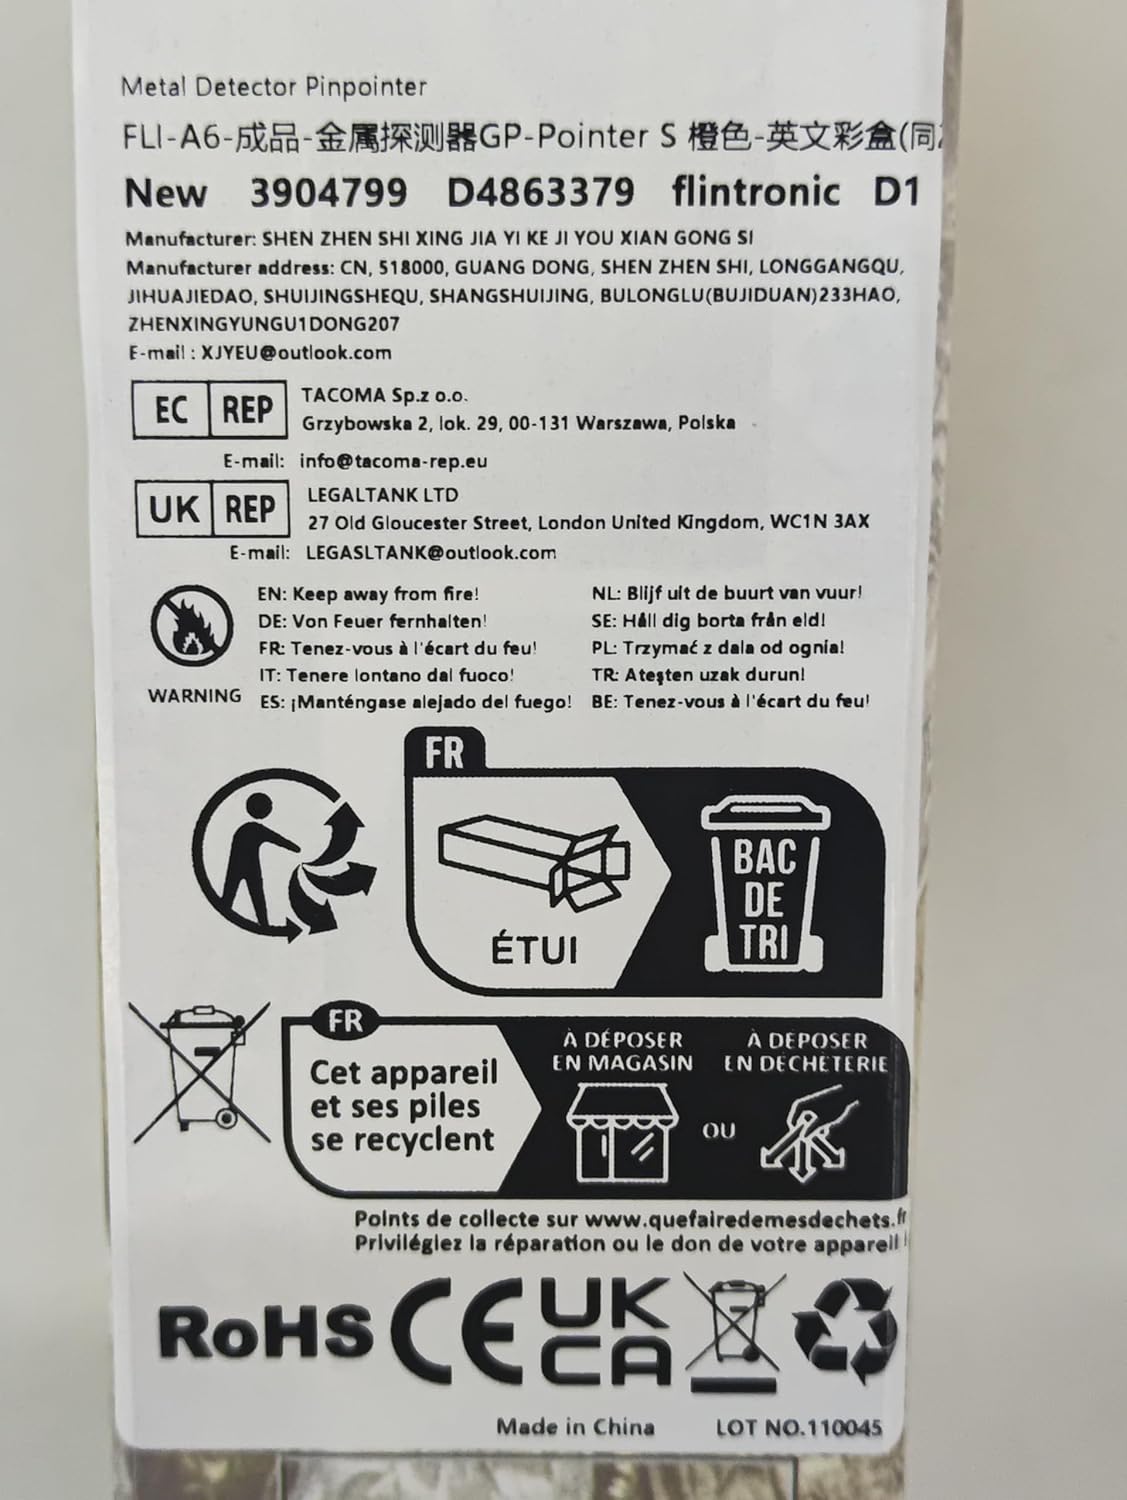 Metal Detector Pinpointer
FLI-A6-成品-金属探测器GP-Pointer S 橙色-英文彩盒(同
New 3904799 D4863379 flintronic D1
Manufacturer: SHEN ZHEN SHI XING JIA YI KE JI YOU XIAN GONG SI
Manufacturer address: CN, 518000, GUANG DONG, SHEN ZHEN SHI, LONGGANGQU,
JIHUAJIEDAO, SHUIJINGSHEQU, SHANGSHUIJING, BULONGLU(BUJIDUAN)233HAO,
ZHENXINGYUNGU1DONG207
E-mail : XJYEU@outlook.com
EC REP
TACOMA Sp.z o.o.
Grzybowska 2, lok. 29, 00-131 Warszawa, Polska
E-mail: info@tacoma-rep.eu
UK REP
LEGALTANK LTD
27 Old Gloucester Street, London United Kingdom, WC1N 3AX
E-mail: LEGASLTANK@outlook.com
WARNING
EN: Keep away from fire!
DE: Von Feuer fernhalten!
FR: Tenez-vous à l'écart du feu!
IT: Tenere lontano dal fuoco!
ES: ¡Manténgase alejado del fuego!
NL: Blijf uit de buurt van vuur!
SE: Håll dig borta från eld!
PL: Trzymać z dala od ognia!
TR: Ateşten uzak durun!
BE: Tenez-vous à l'écart du feu!
FR
ÉTUI
BAC
DE
TRI
FR
Cet appareil
et ses piles
se recyclent
À DÉPOSER
EN MAGASIN
OU
À DÉPOSER
EN DÉCHÈTERIE
Points de collecte sur www.quefairedemesdechets.fr
Privilégiez la réparation ou le don de votre appareil !
RoHS CE UK
CA
Made in China LOT NO.110045